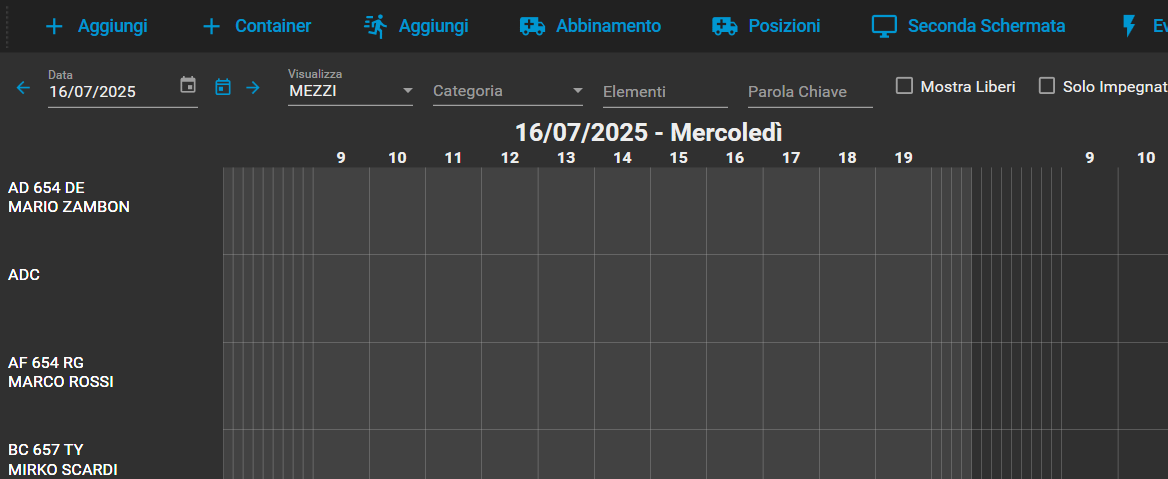 Aggiungi Container Aggiungi Abbinamento Posizioni Seconda Schermata
Data Visualizza
16/07/2025 MEZZI Categoria Elementi Parola Chiave Mostra Liberi Solo Impegnat
16/07/2025 - Mercoledì
9 10 11 12 13 14 15 16 17 18 19 9 10
AD 654 DE
MARIO ZAMBON
ADC
AF 654 RG
MARCO ROSSI
BC 657 TY
MIRKO SCARDI